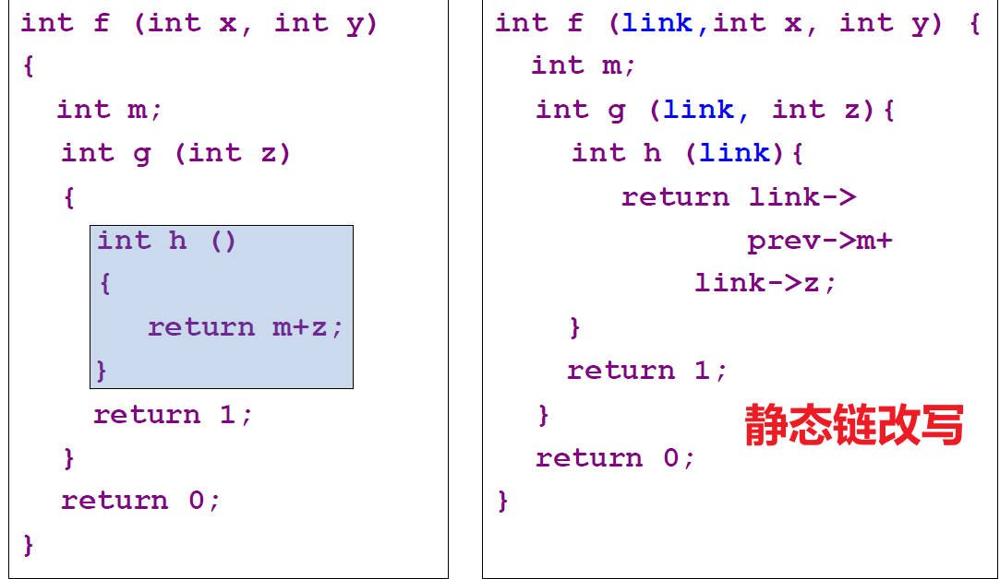 int f (int x, int y)
{
int m;
int g (int z)
{
int h ()
{
return m+z;
}
return 1;
}
return 0;
}
int f (link,int x, int y) {
int m;
int g (link, int z){
int h (link){
return link->
prev->m+
link->z;
}
return 1;
}
静态链改写
return 0;
}